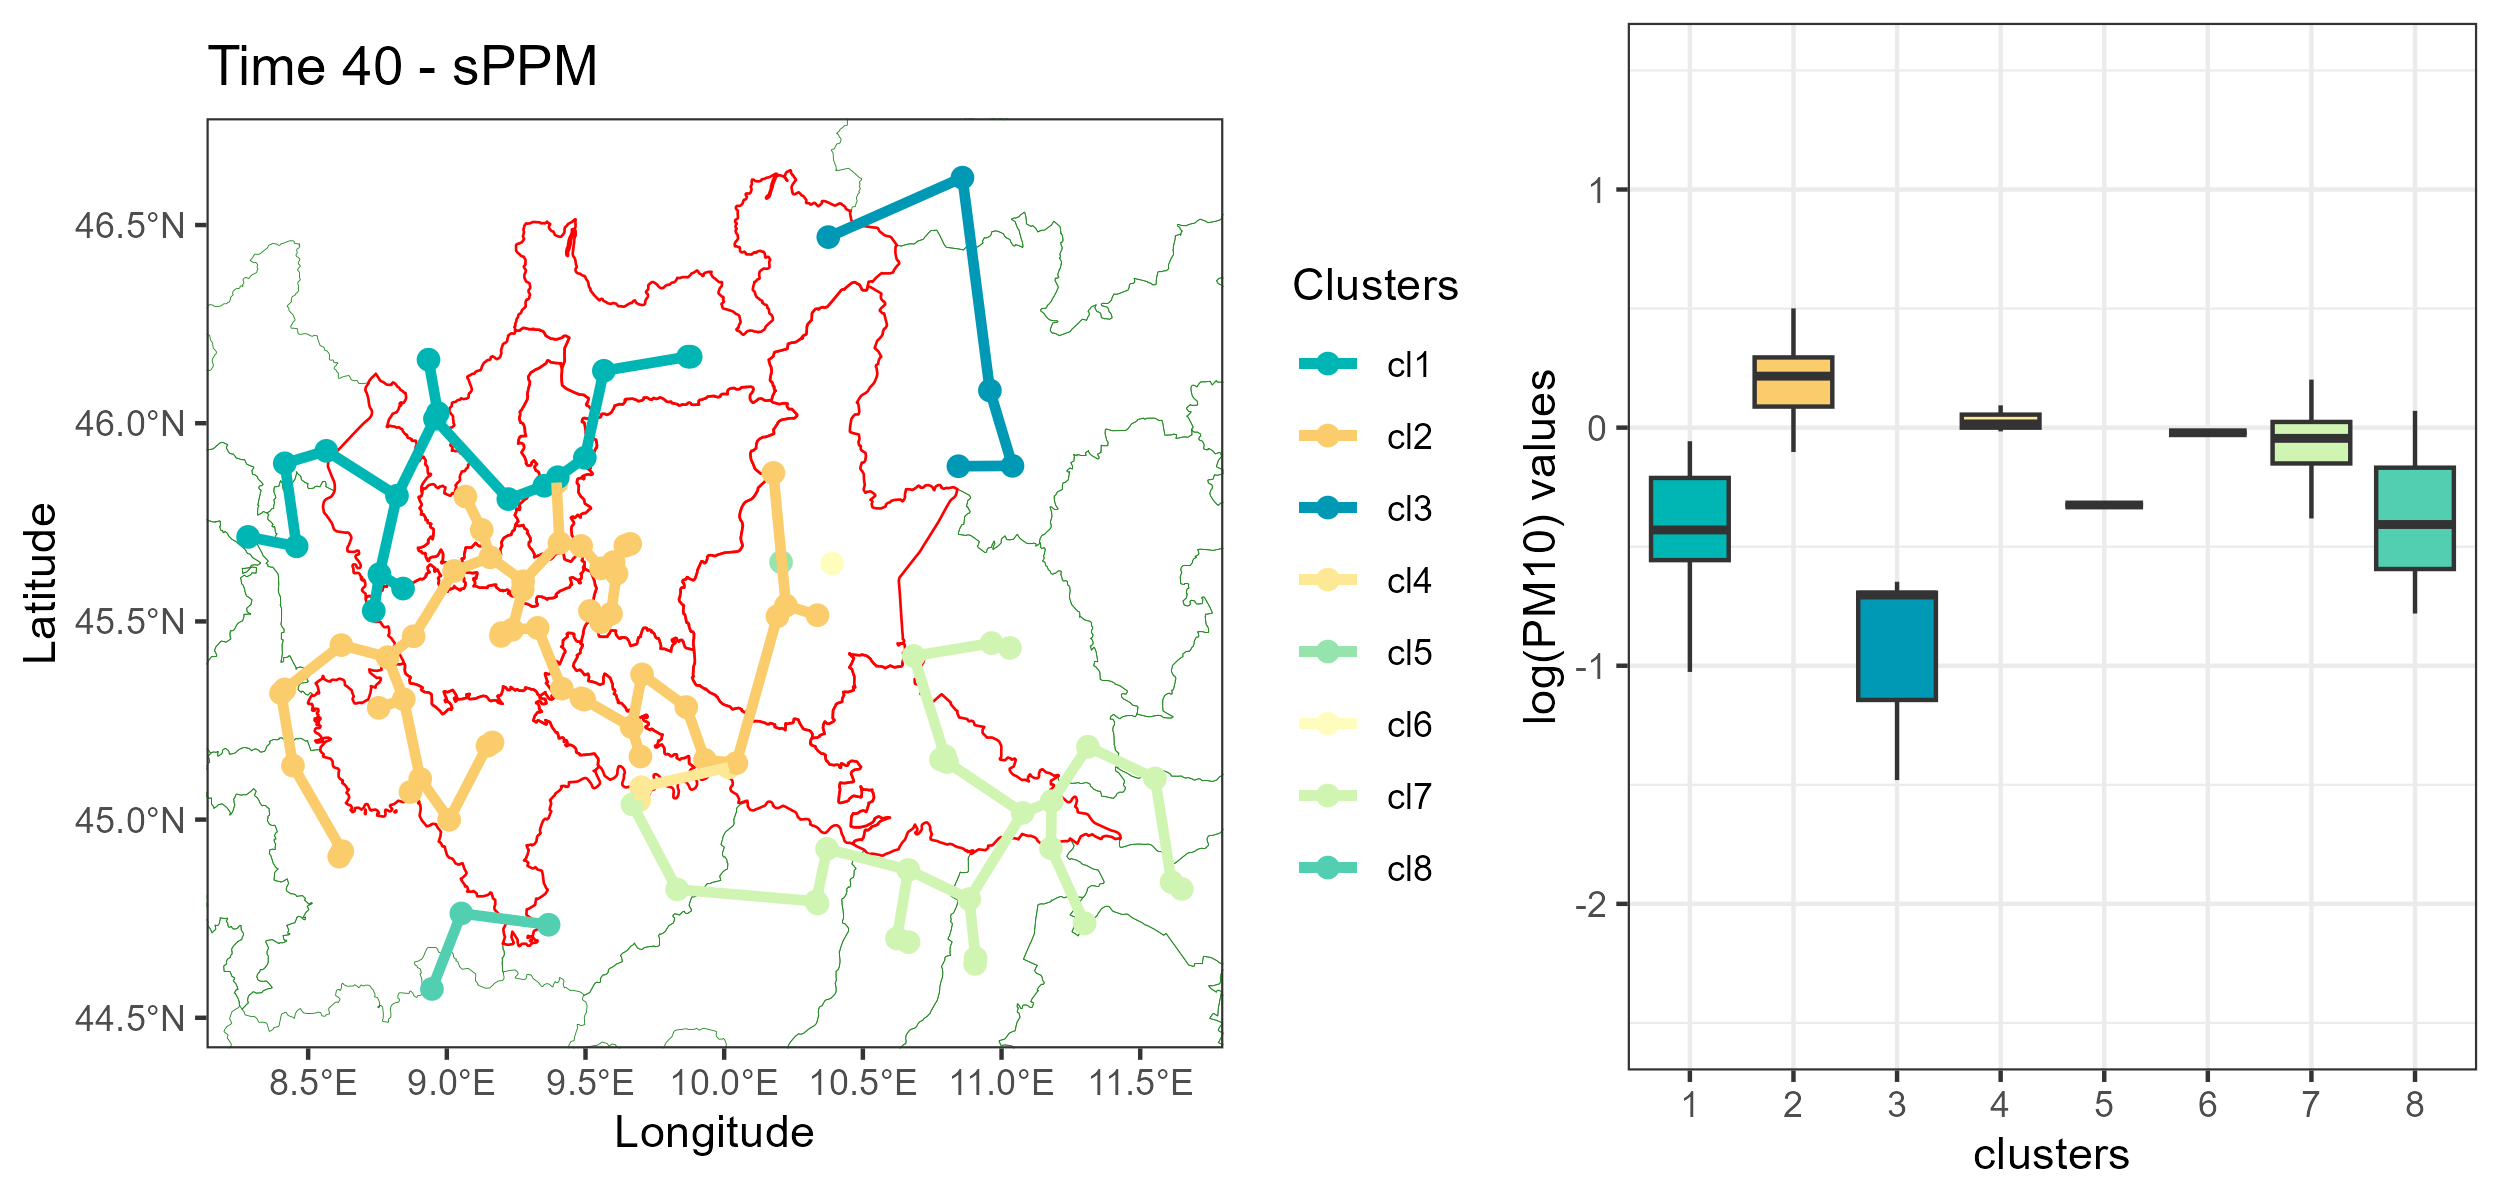 Time 40 - sPPM
Latitude
46.5°N
46.0°N
45.5°N
45.0°N
44.5°N
8.5°E 9.0°E 9.5°E 10.0°E 10.5°E 11.0°E 11.5°E
Longitude
Clusters
cl1
cl2
cl3
cl4
cl5
cl6
cl7
cl8
log(PM10) values
1
0
-1
-2
1 2 3 4 5 6 7 8
clusters